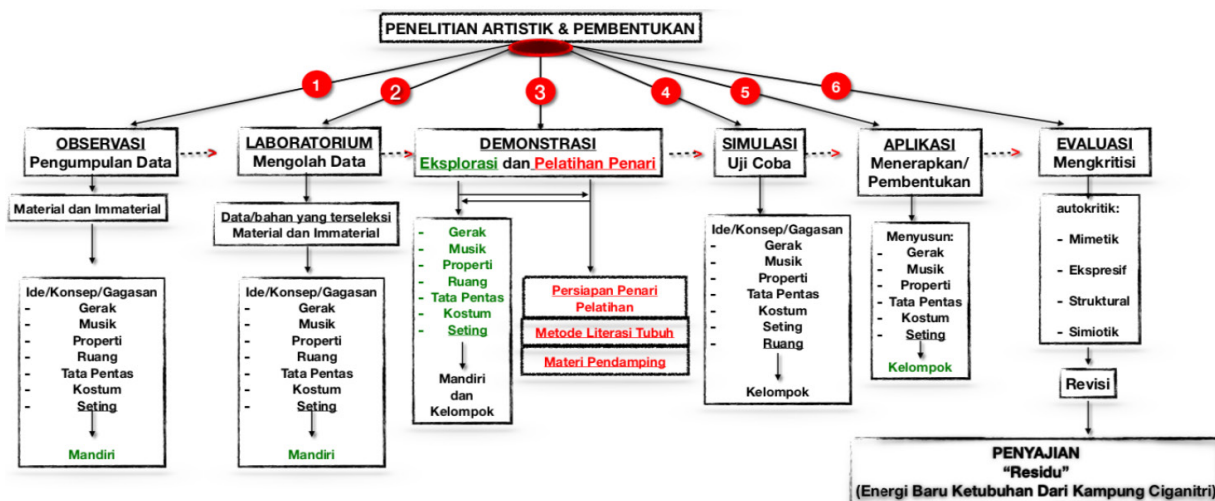 PENELITIAN ARTISTIK & PEMBENTUKAN
1
2
3
4
5
6
OBSERVASI
Pengumpulan Data
LABORATORIUM
Mengolah Data
DEMONSTRASI
Eksplorasi dan Pelatihan Penari
SIMULASI
Uji Coba
APLIKASI
Menerapkan/
Pembentukan
EVALUASI
Mengkritisi
Material dan Immaterial
Ide/Konsep/Gagasan
- Gerak
- Musik
- Properti
- Ruang
- Tata Pentas
- Kostum
- Seting
Mandiri
Data/bahan yang terseleksi
Material dan Immaterial
Ide/Konsep/Gagasan
- Gerak
- Musik
- Properti
- Ruang
- Tata Pentas
- Kostum
- Seting
Mandiri
- Gerak
- Musik
- Properti
- Ruang
- Tata Pentas
- Kostum
- Seting
Mandiri
dan
Kelompok
Persiapan Penari
Pelatihan
Metode Literasi Tubuh
Materi Pendamping
Ide/Konsep/Gagasan
- Gerak
- Musik
- Properti
- Tata Pentas
- Kostum
- Seting
- Ruang
Kelompok
Menyusun:
- Gerak
- Musik
- Properti
- Tata Pentas
- Kostum
- Seting
Kelompok
autokritik:
- Mimetik
- Ekspresif
- Struktural
- Simiotik
Revisi
PENYAJIAN
“Residu”
(Energi Baru Ketubuhan Dari Kampung Ciganitri)